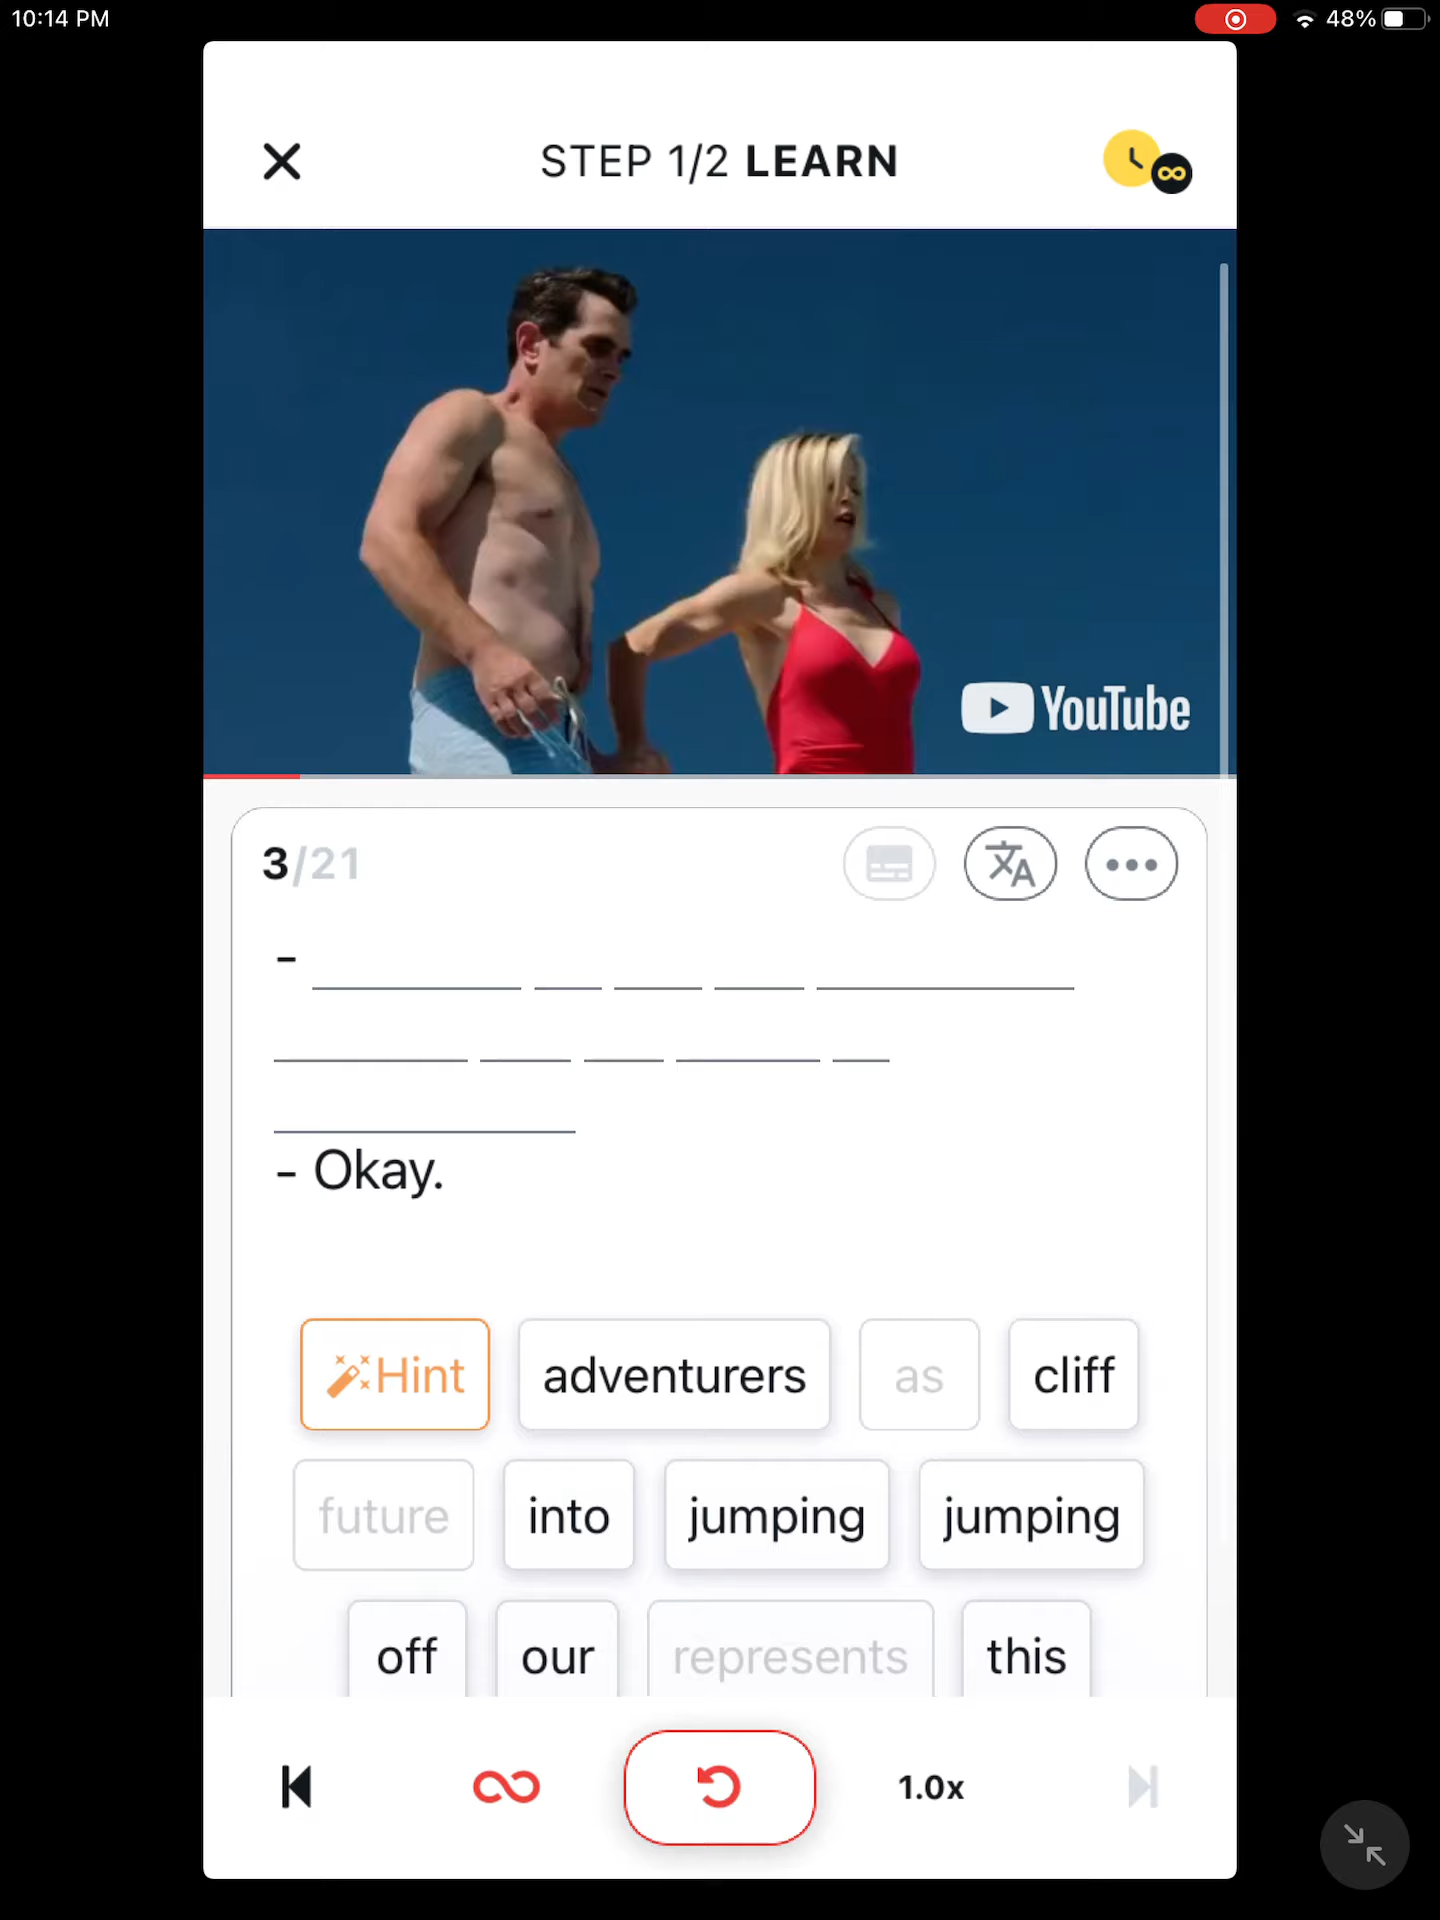 10:14 PM
48%
STEP 1/2 LEARN
YouTube
3/21
-
- Okay.
Hint adventurers as cliff
future into jumping jumping
off our represents this
1.0x